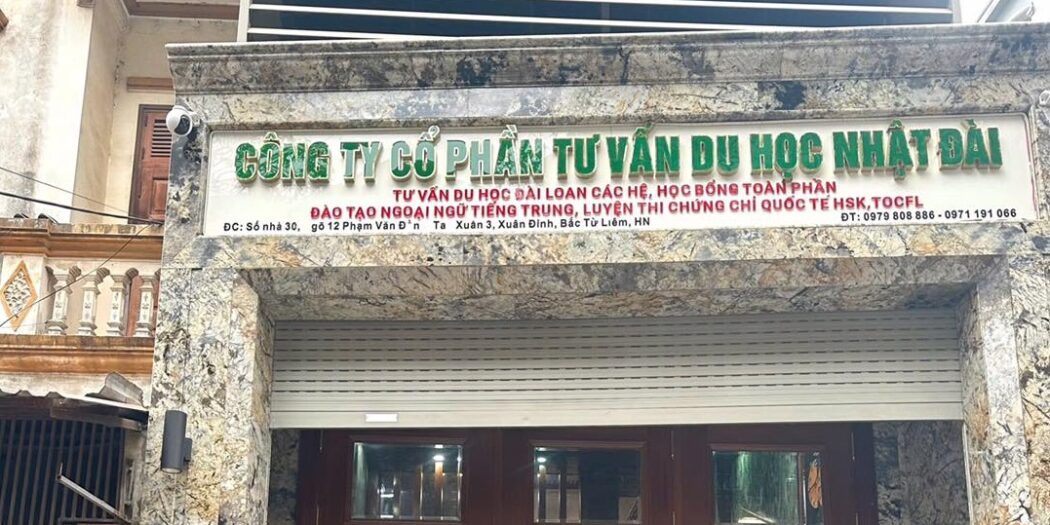 CÔNG TY CỔ PHẦN TƯ VẤN DU HỌC NHẬT ĐÀI
TƯ VẤN DU HỌC ĐÀI LOAN CÁC HỆ, HỌC BỔNG TOÀN PHẦN
ĐÀO TẠO NGOẠI NGỮ TIẾNG TRUNG, LUYỆN THI CHỨNG CHỈ QUỐC TẾ HSK,TOCFL
ĐC: Số nhà 30, gõ 12 Phạm Văn Xuân 3, Xuân Đỉnh, Bắc Từ Liêm, HN
ĐT: 0979 808 886 - 0971 191 066